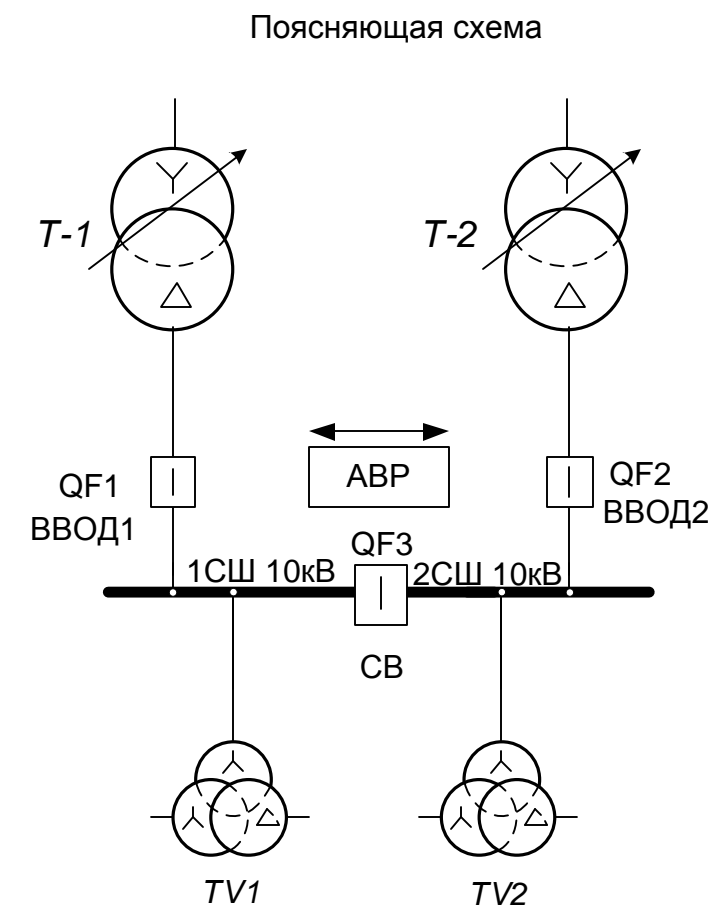 Поясняющая схема
Т-1
Т-2
АВР
QF1
ВВОД1
QF2
ВВОД2
QF3
1СШ 10кВ
2СШ 10кВ
СВ
TV1
TV2